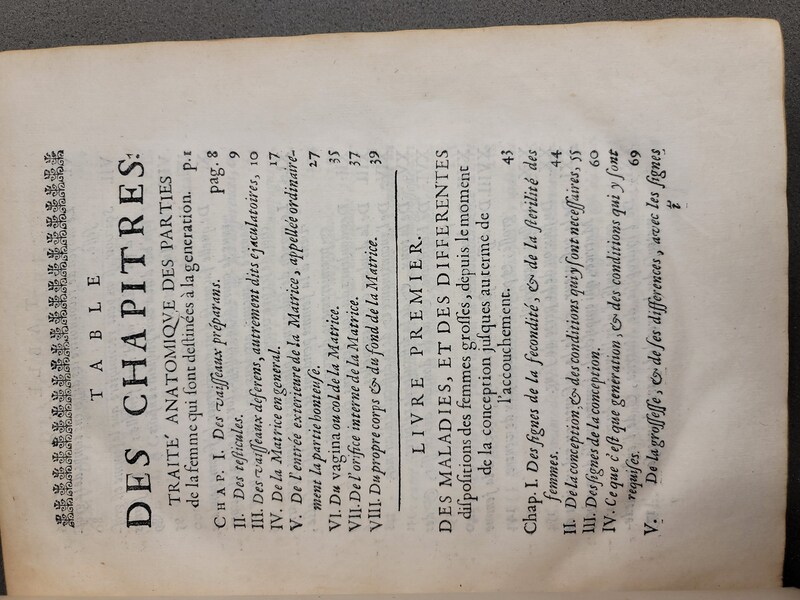 TABLE
DES CHAPITRES.
TRAITE' ANATOMIQVE DES PARTIES
de la femme qui ſont deſtinées à la generation. p.1
CHAP. I. Des vaiſſeaux préparans. pag. 8
II. Des teſticules. 9
III. Des vaiſſeaux deferens, autrement dits ejaculatoires, 10
IV. De la Matrice en general. 17
V. De l'entrée exterieure de la Matrice, appellée ordinaire-
ment la partie honteuſe. 27
VI. Du vagina ou col de la Matrice. 35
VII. De l'orifice interne de la Matrice. 37
VIII. Du propre corps & du fond de la Matrice. 39
LIVRE PREMIER.
DES MALADIES, ET DES DIFFERENTES
diſpoſitions des femmes groſſes, depuis le moment
de la conception juſques au terme de
l'accouchement. 43
Chap. I. Des ſignes de la fecondité, & de la ſterilité des
femmes. 44
II. De la conception, & des conditions qui y ſont neceſſaires, 55
III. Des ſignes de la conception. 60
IV. Ce que c'eſt que generation, & des conditions qui y ſont
requiſes. 69
V. De la groſſeſſe, & de ſes differences, avec les ſignes
ĩ